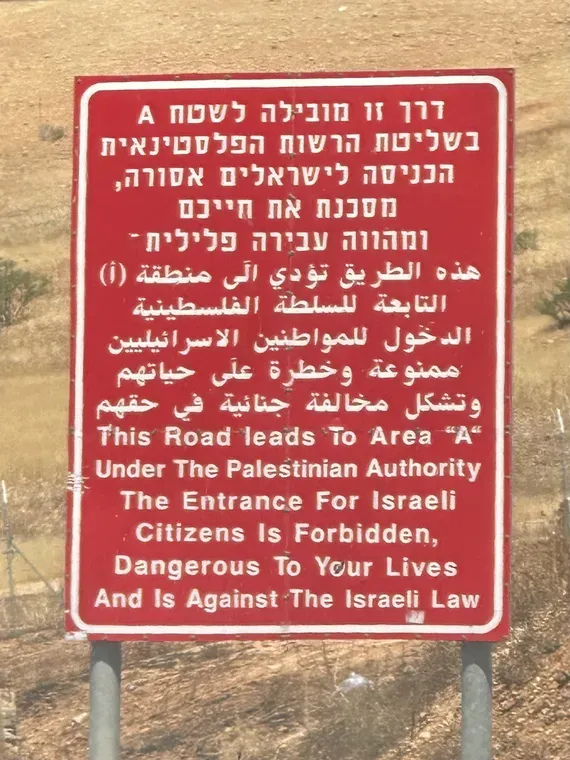 דרך זו מובילה לשטח A
בשליטת הרשות הפלסטינאית
הכניסה לישראלים אסורה,
מסכנת את חייכם
ומהווה עבירה פלילית
هذه الطريق تؤدي الى منطقة (أ)
التابعة للسلطة الفلسطينية
الدخول للمواطنين الاسرائيليين
ممنوعة وخطرة على حياتهم
وتشكل مخالفة جنائية في حقهم
This Road leads To Area "A"
Under The Palestinian Authority
The Entrance For Israeli
Citizens Is Forbidden,
Dangerous To Your Lives
And Is Against The Israeli Law